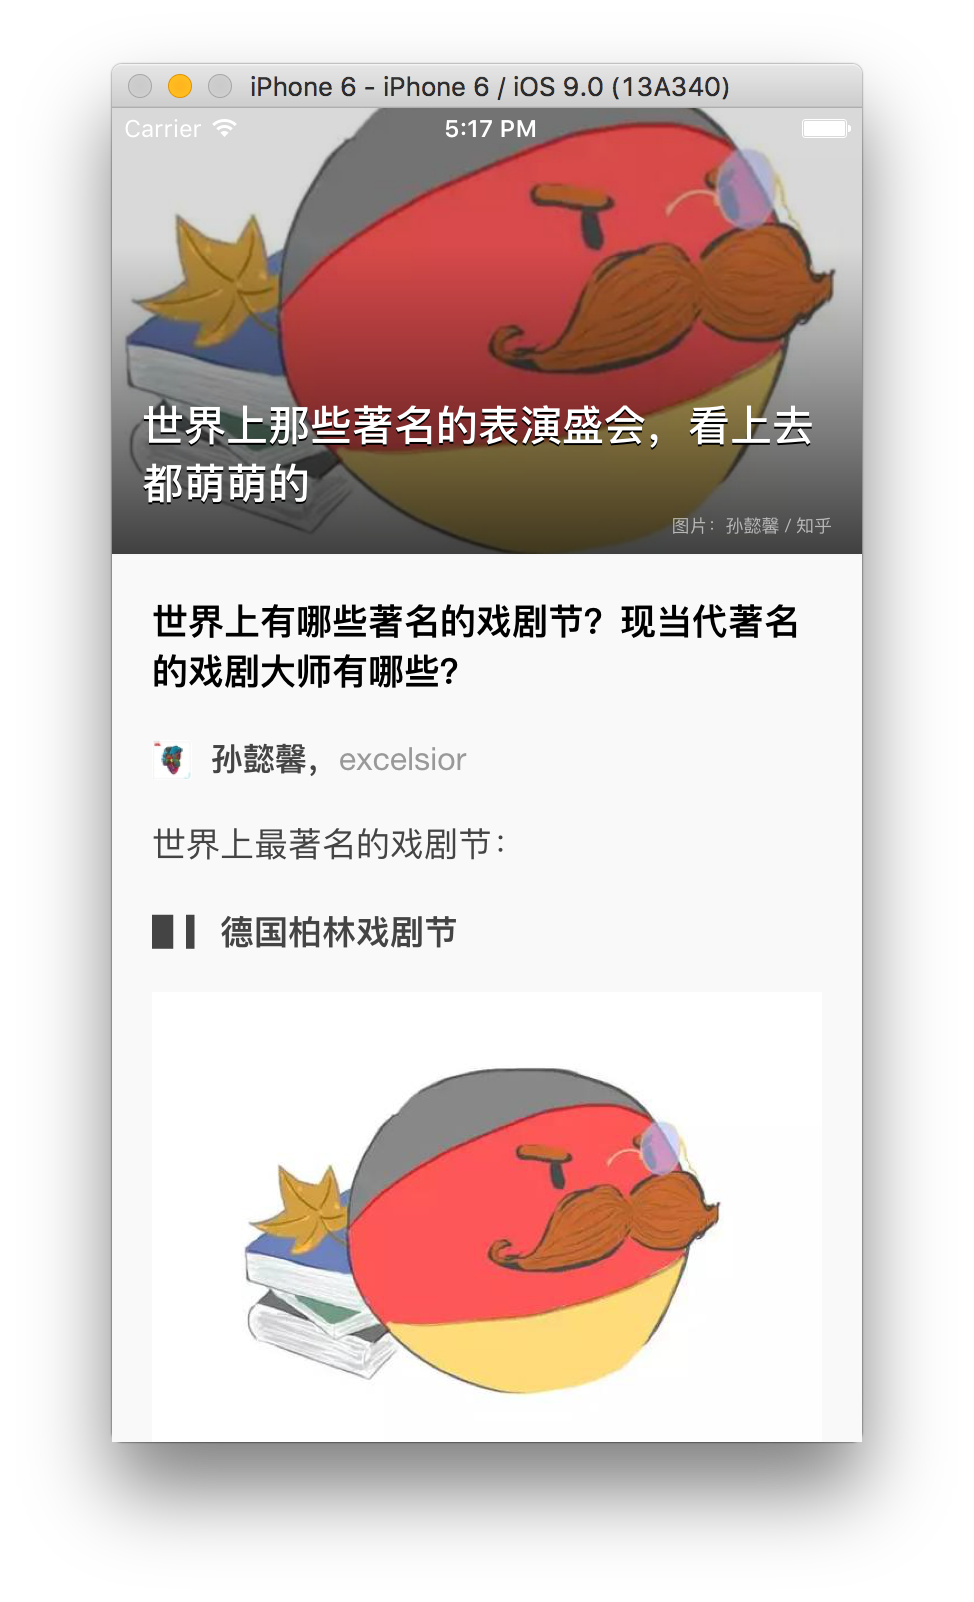 iPhone 6 - iPhone 6 / iOS 9.0 (13A340)
Carrier 5:17 PM
世界上那些著名的表演盛会，看上去
都萌萌的
图片：孙懿馨 / 知乎
世界上有哪些著名的戏剧节？现当代著名
的戏剧大师有哪些？
孙懿馨，excelsior
世界上最著名的戏剧节：
█ ▌ 德国柏林戏剧节